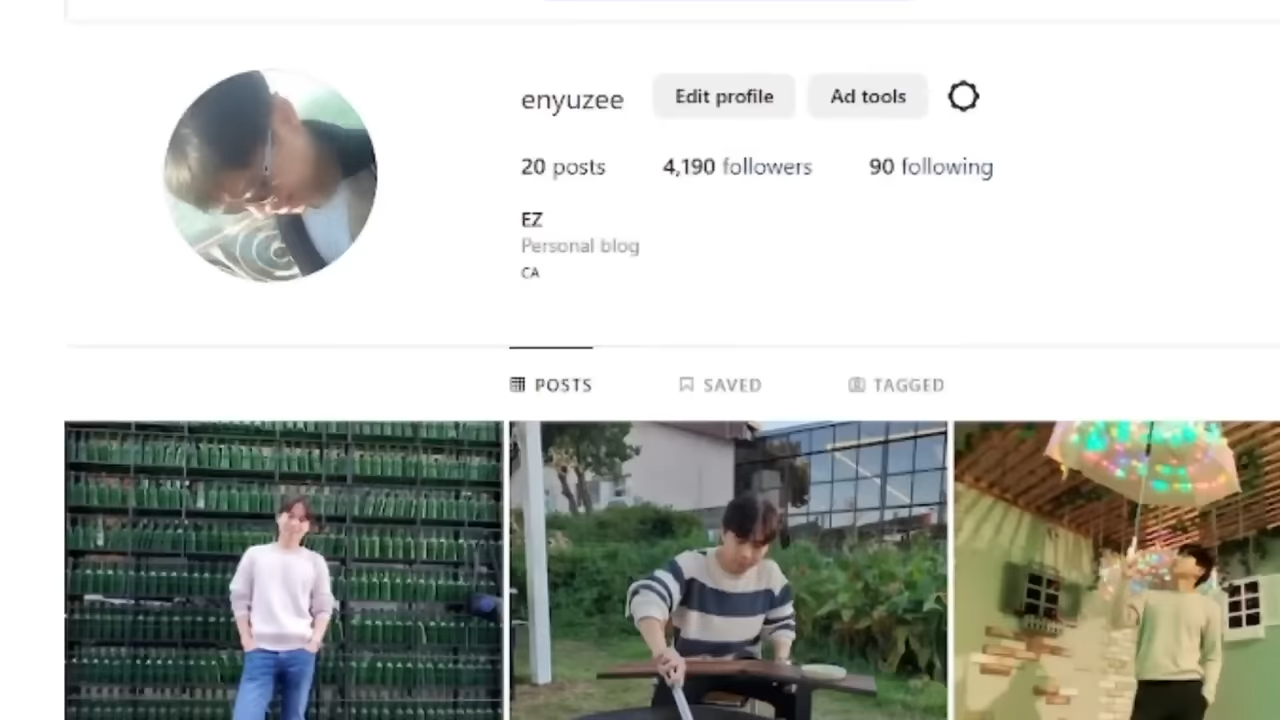 enyuzee Edit profile Ad tools
20 posts 4,190 followers 90 following
EZ
Personal blog
CA
POSTS SAVED TAGGED